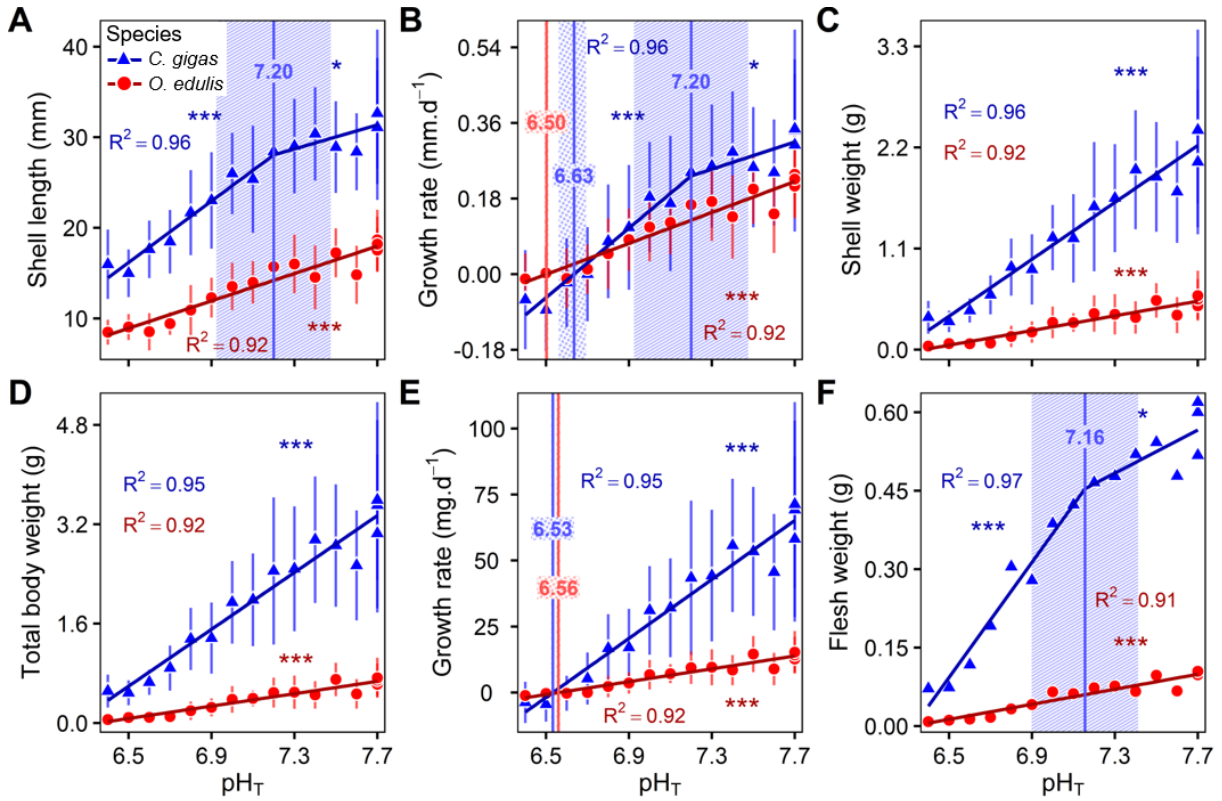 A
Species
C. gigas
O. edulis
7.20
*
***
R² = 0.96
R² = 0.92
***
Shell length (mm)
40
30
20
10
B
R² = 0.96
*
7.20
***
6.50
6.63
***
R² = 0.92
Growth rate (mm.d⁻¹)
0.54
0.36
0.18
0.00
-0.18
C
***
R² = 0.96
R² = 0.92
***
Shell weight (g)
3.3
2.2
1.1
0.0
D
***
R² = 0.95
R² = 0.92
***
Total body weight (g)
4.8
3.2
1.6
0.0
6.5
6.9
7.3
7.7
pH_T
E
***
R² = 0.95
6.53
6.56
R² = 0.92
***
Growth rate (mg.d⁻¹)
100
75
50
25
0
6.5
6.9
7.3
7.7
pH_T
F
*
7.16
R² = 0.97
***
R² = 0.91
***
Flesh weight (g)
0.60
0.45
0.30
0.15
0.00
6.5
6.9
7.3
7.7
pH_T